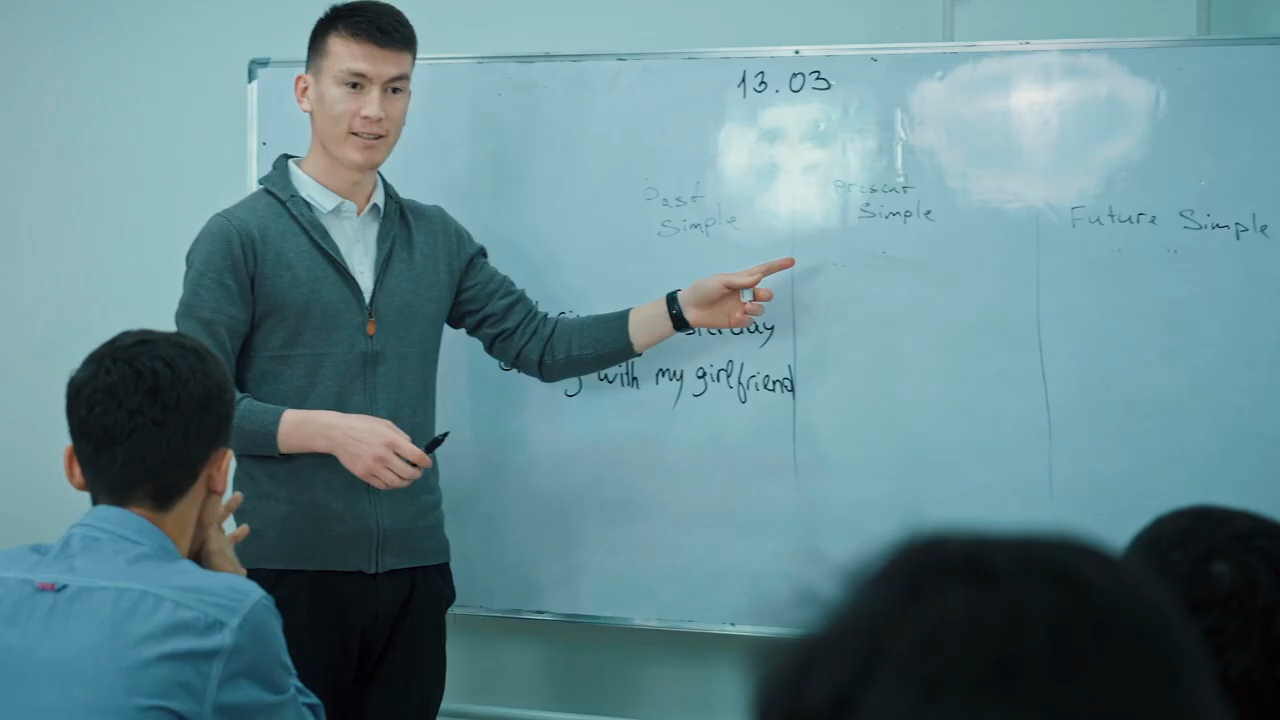 13.03
Past
Simple
present
Simple
Future Simple
with my girlfriend